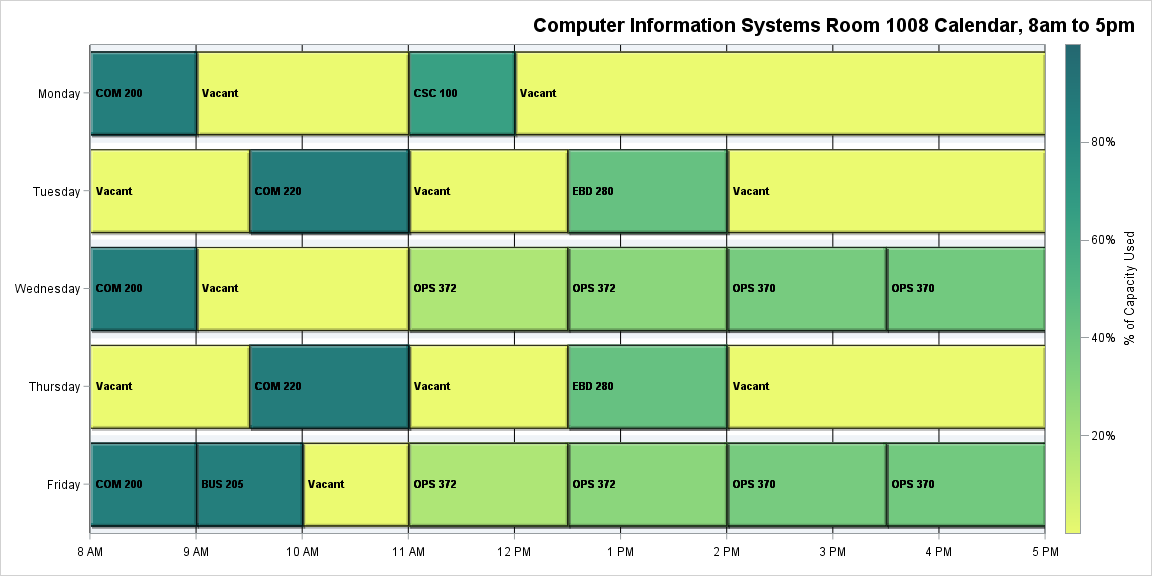 Computer Information Systems Room 1008 Calendar, 8am to 5pm
Monday
COM 200
Vacant
CSC 100
Vacant
Tuesday
Vacant
COM 220
Vacant
EBD 280
Vacant
Wednesday
COM 200
Vacant
OPS 372
OPS 372
OPS 370
OPS 370
Thursday
Vacant
COM 220
Vacant
EBD 280
Vacant
Friday
COM 200
BUS 205
Vacant
OPS 372
OPS 372
OPS 370
OPS 370
8 AM
9 AM
10 AM
11 AM
12 PM
1 PM
2 PM
3 PM
4 PM
5 PM
80%
60%
40%
20%
% of Capacity Used